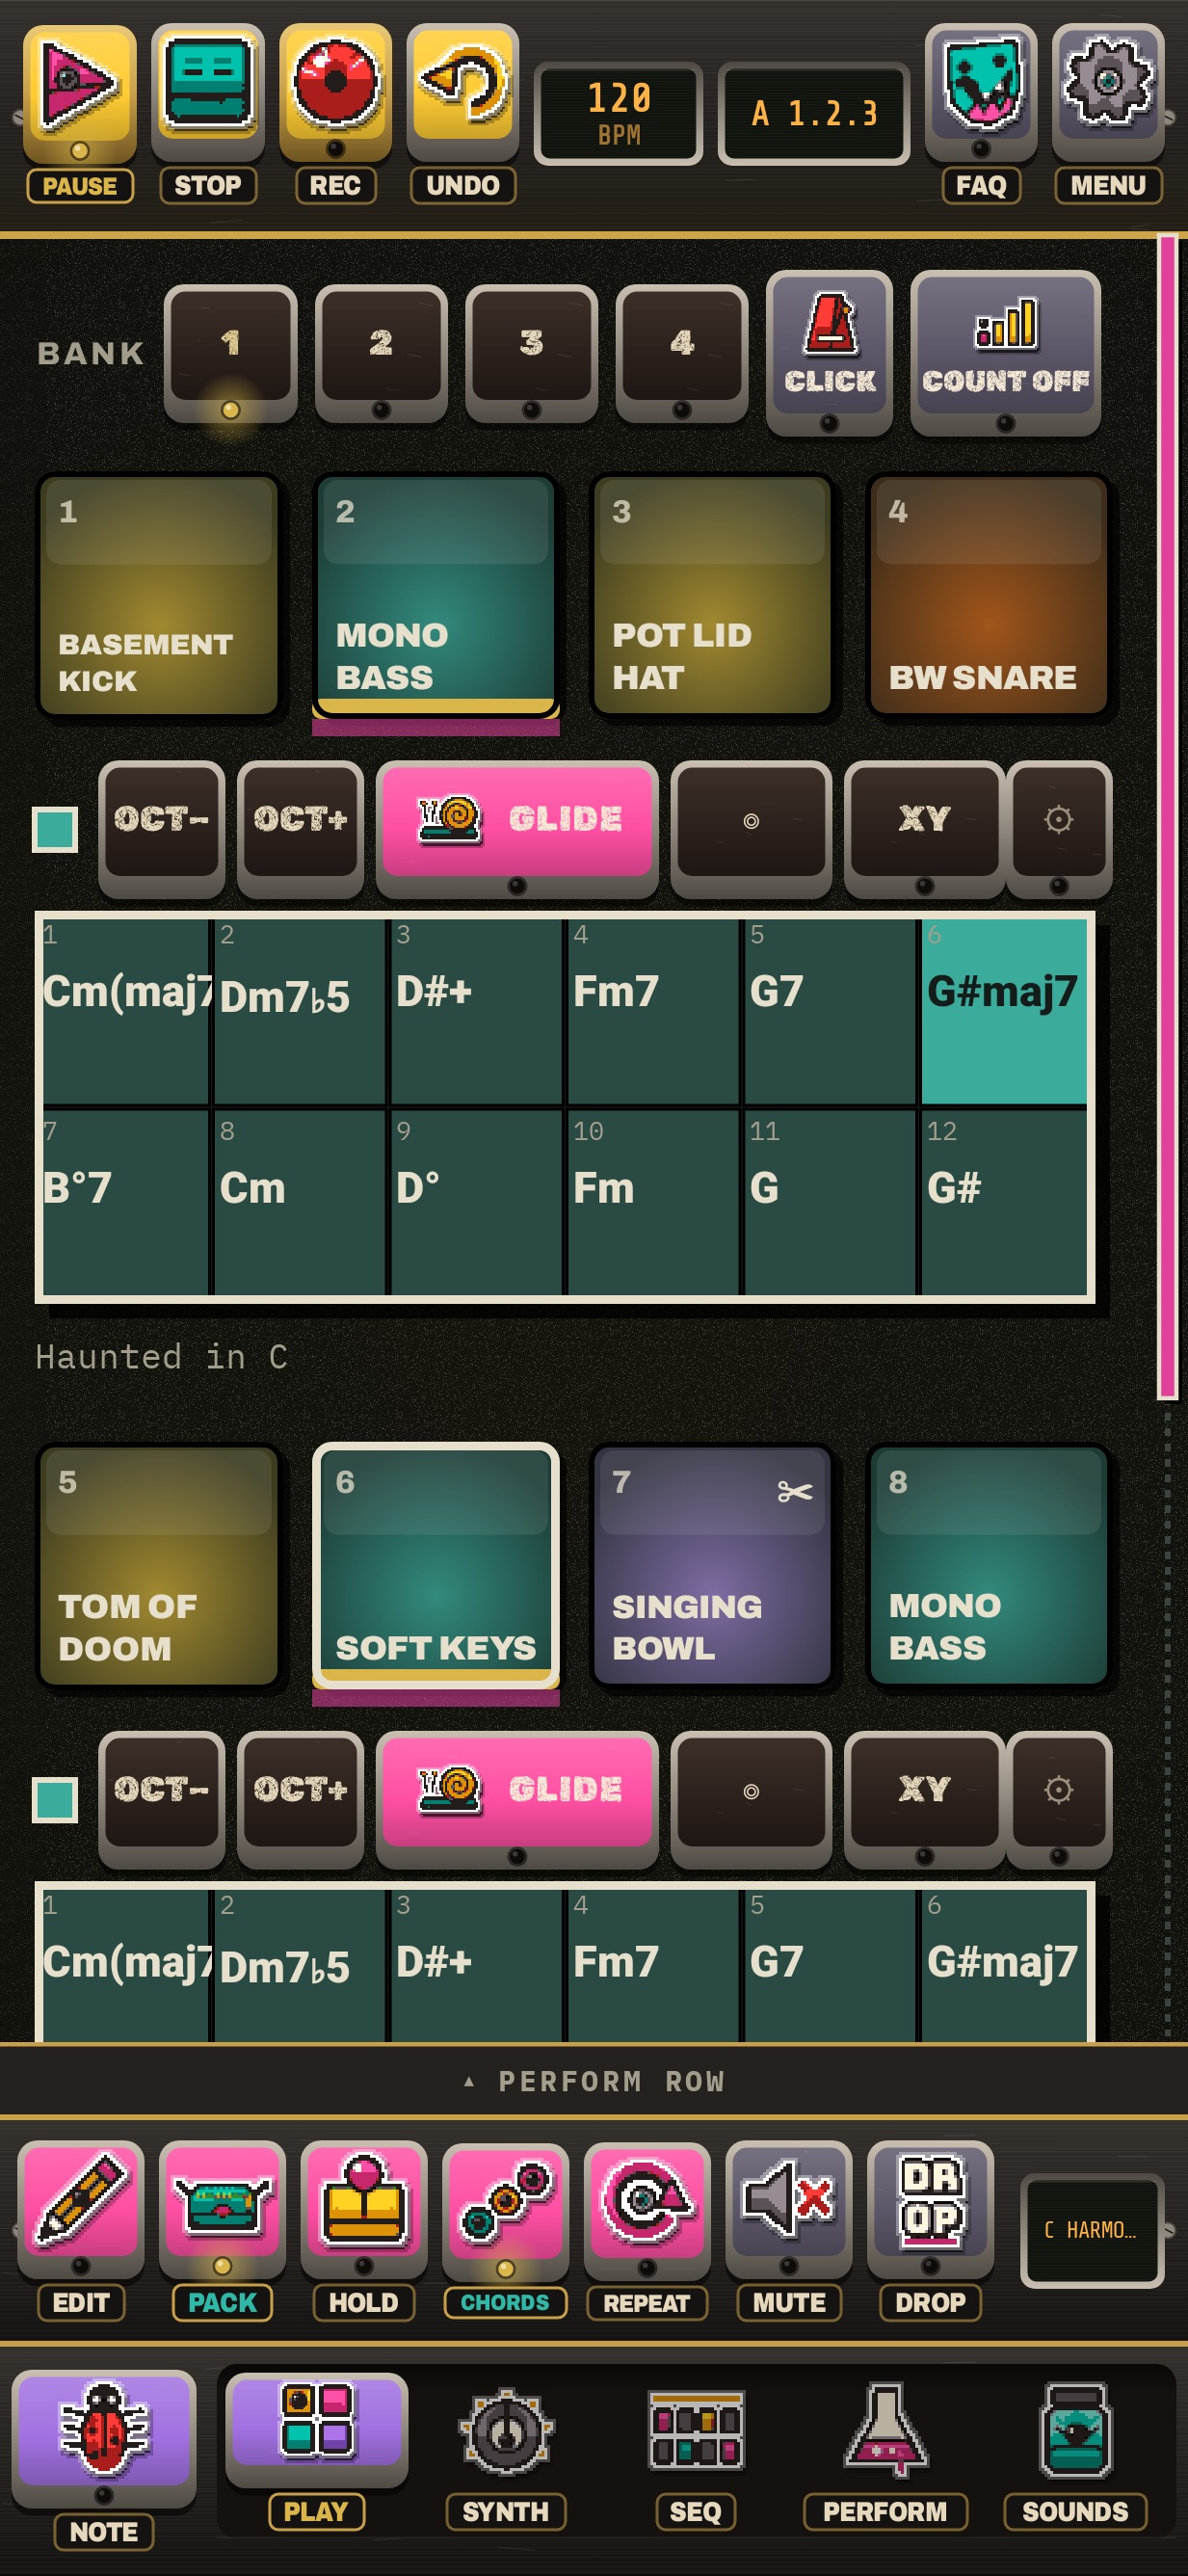 120
BPM
A 1.2.3
PAUSE
STOP
REC
UNDO
FAQ
MENU
BANK
1
2
3
4
CLICK
COUNT OFF
1
BASEMENT
KICK
2
MONO
BASS
3
POT LID
HAT
4
BW SNARE
OCT-
OCT+
GLIDE
XY
1
Cm(maj7
2
Dm7♭5
3
D#+
4
Fm7
5
G7
6
G#maj7
7
B°7
8
Cm
9
D°
10
Fm
11
G
12
G#
Haunted in C
5
TOM OF
DOOM
6
SOFT KEYS
7
SINGING
BOWL
8
MONO
BASS
OCT-
OCT+
GLIDE
XY
1
Cm(maj7
2
Dm7♭5
3
D#+
4
Fm7
5
G7
6
G#maj7
▲ PERFORM ROW
DR
OP
C HARMO…
EDIT
PACK
HOLD
CHORDS
REPEAT
MUTE
DROP
NOTE
PLAY
SYNTH
SEQ
PERFORM
SOUNDS